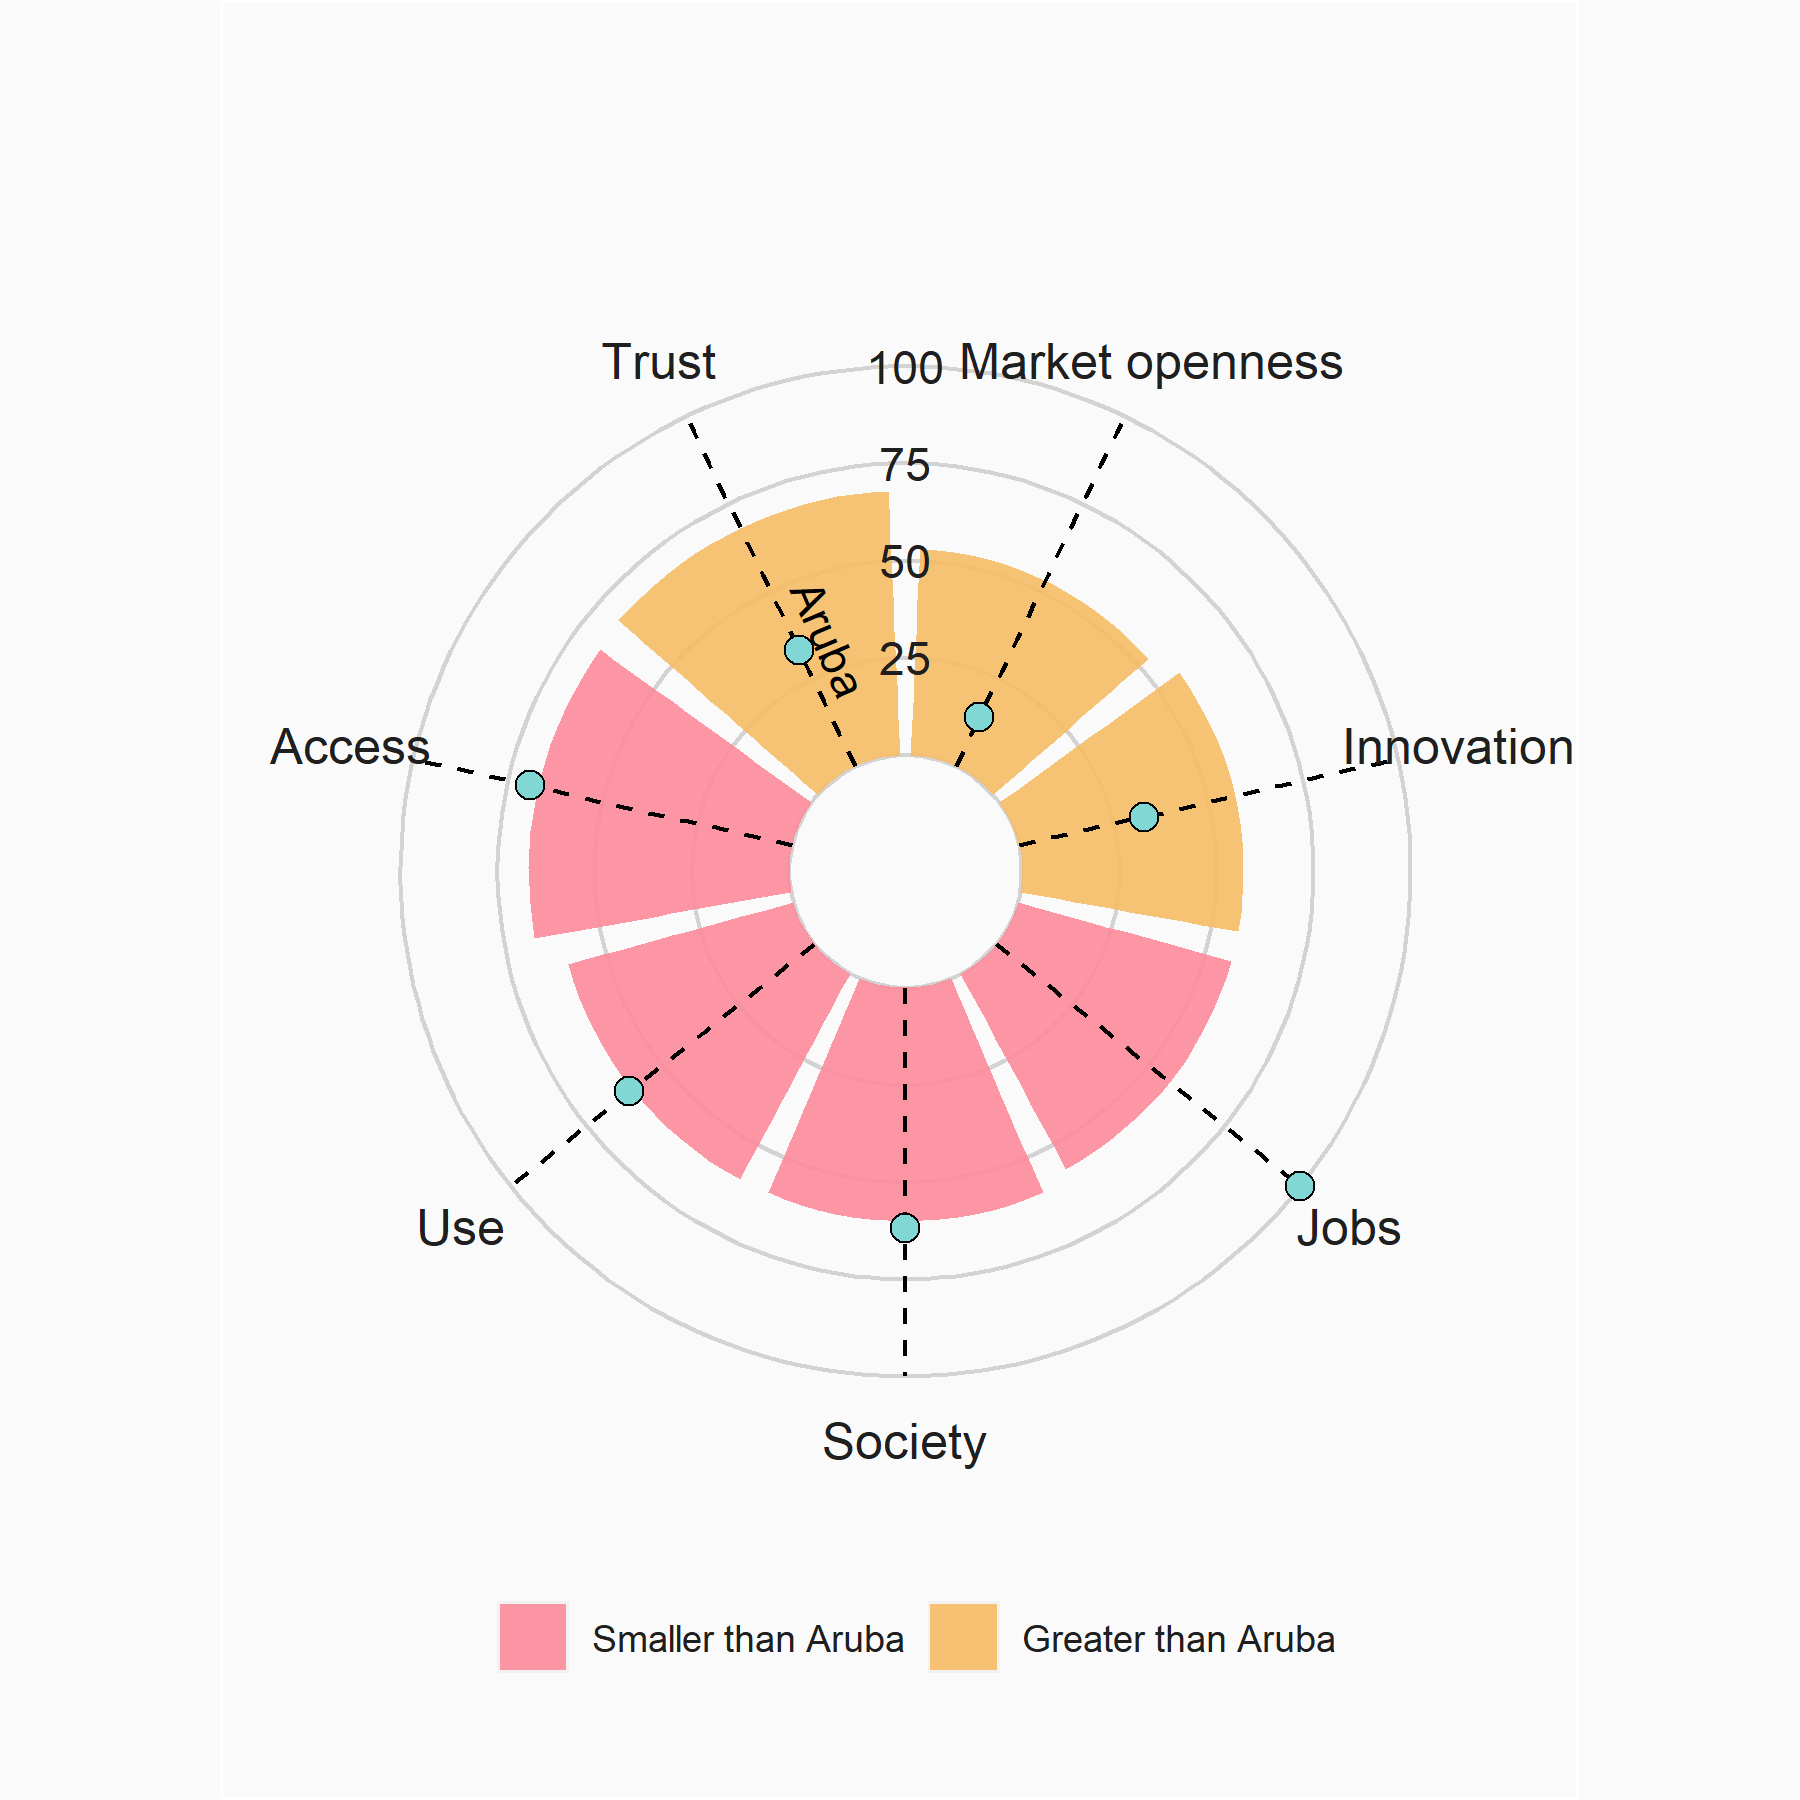 Trust
100
Market openness
75
50
Aruba
25
Access
Innovation
Use
Jobs
Society
Smaller than Aruba
Greater than Aruba